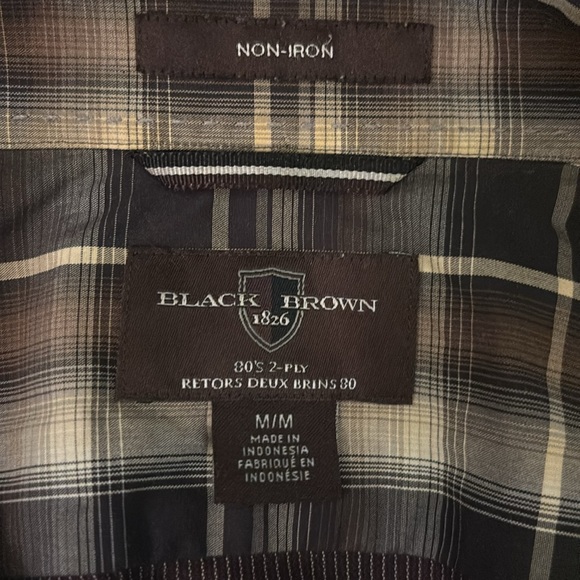 NON-IRON
BLACK BROWN
1826
80'S 2-PLY
RETORS DEUX BRINS 80
M/M
MADE IN
INDONESIA
FABRIQUÉ EN
INDONÉSIE